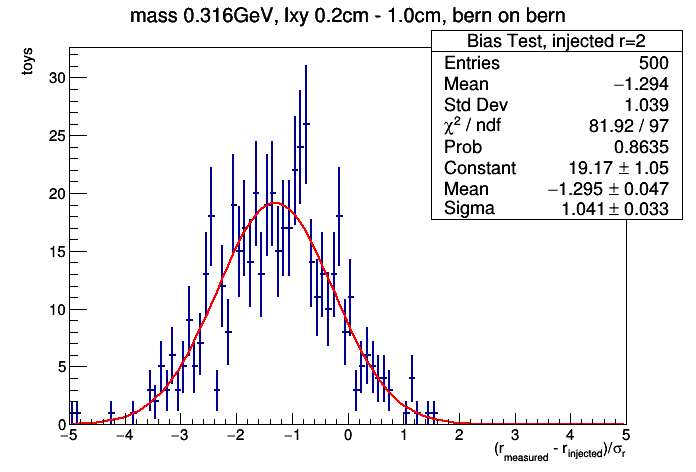 mass 0.316GeV, lxy 0.2cm - 1.0cm, bern on bern
Bias Test, injected r=2
Entries 500
Mean −1.294
Std Dev 1.039
χ² / ndf 81.92 / 97
Prob 0.8635
Constant 19.17 ± 1.05
Mean −1.295 ± 0.047
Sigma 1.041 ± 0.033
toys
30
25
20
15
10
5
0
−5 −4 −3 −2 −1 0 1 2 3 4 5
(r_measured - r_injected)/σ_r